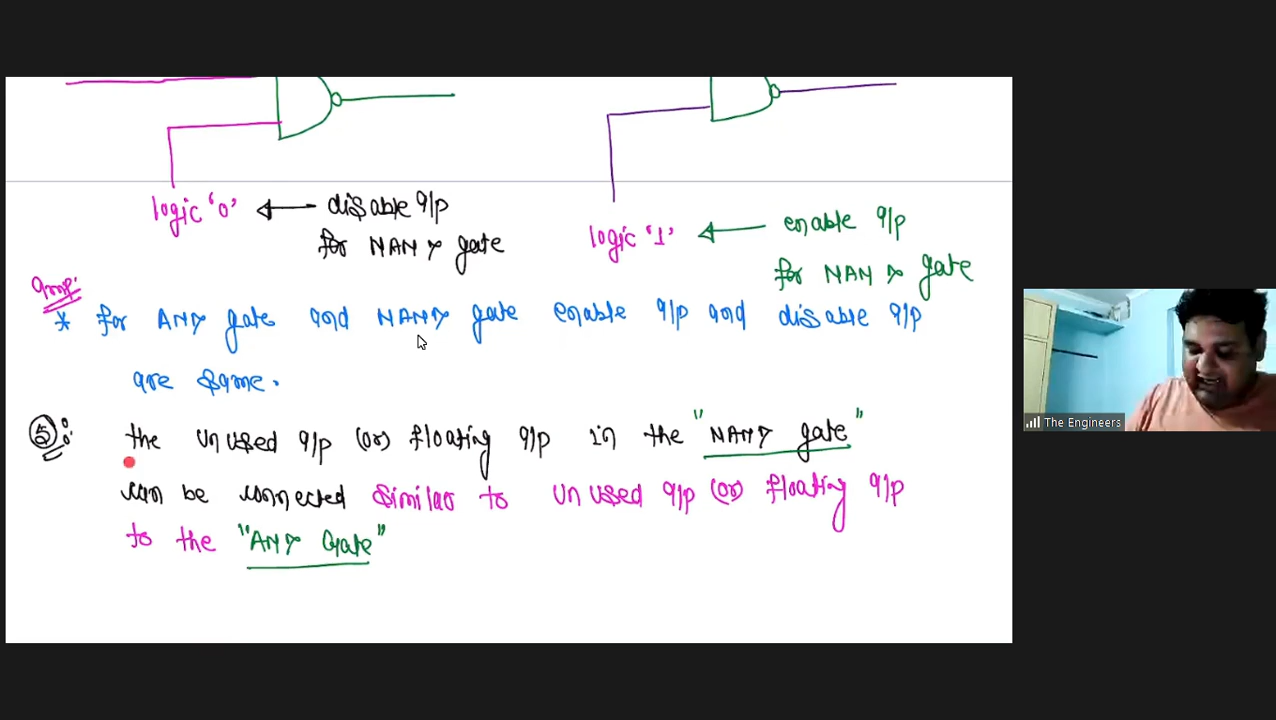 logic '0' ← disable i/p
for NAND gate
logic '1' ← enable i/p
for NAND gate
Imp:
* for AND gate and NAND gate enable i/p and disable i/p
are same.
⑤: the unused i/p (or) floating i/p in the "NAND gate"
can be connected similar to unused i/p (or) floating i/p
to the "AND Gate"
The Engineers